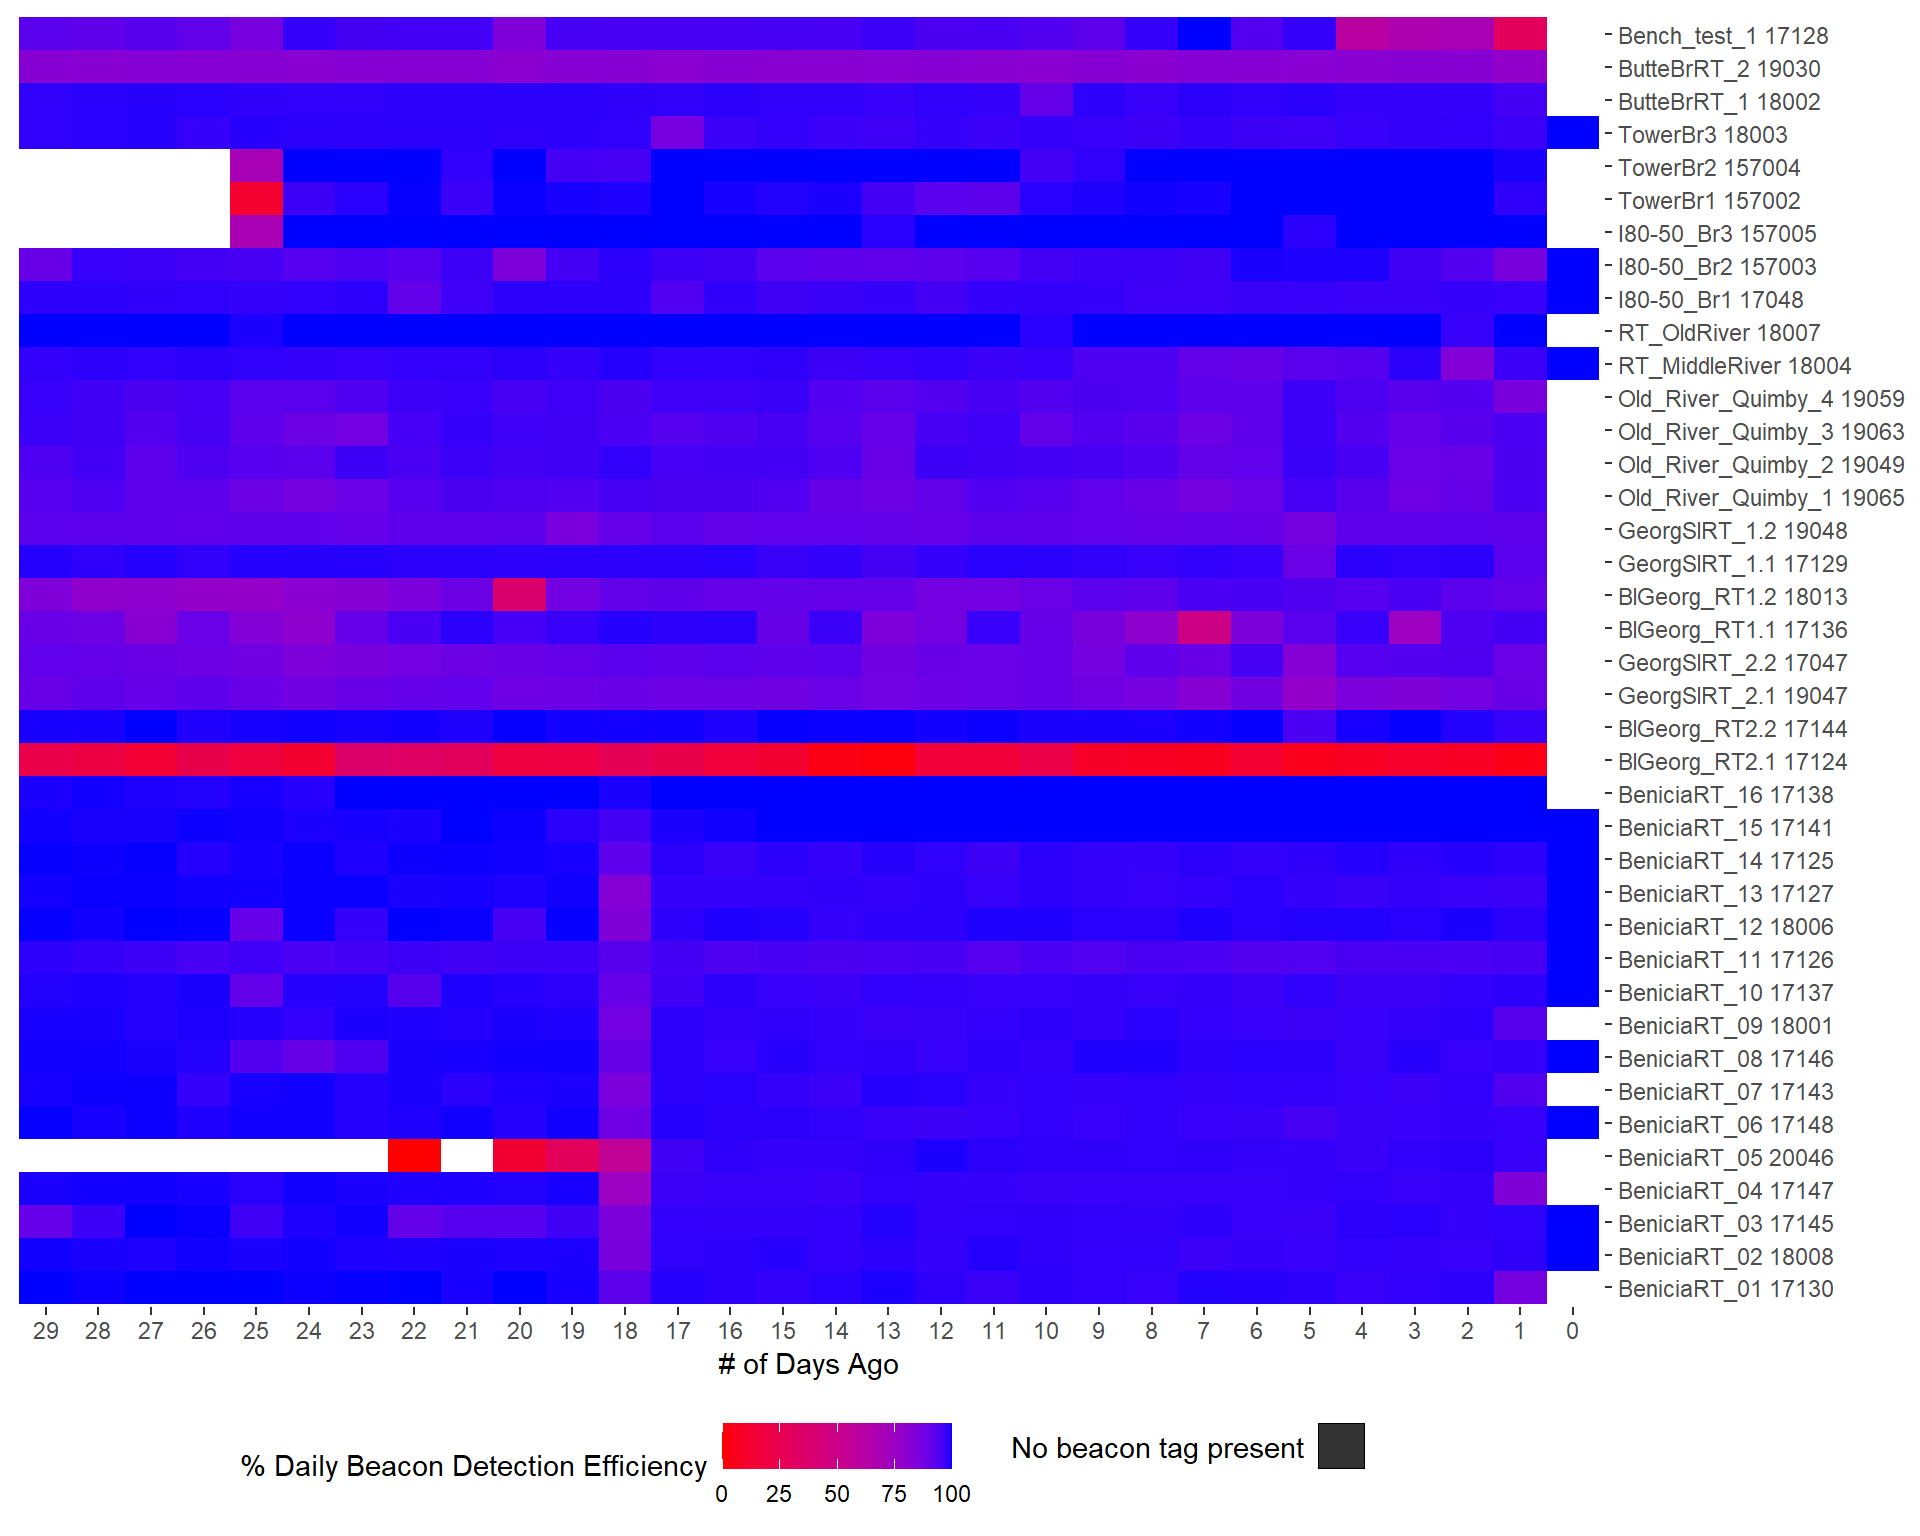 Bench_test_1 17128
ButteBrRT_2 19030
ButteBrRT_1 18002
TowerBr3 18003
TowerBr2 157004
TowerBr1 157002
I80-50_Br3 157005
I80-50_Br2 157003
I80-50_Br1 17048
RT_OldRiver 18007
RT_MiddleRiver 18004
Old_River_Quimby_4 19059
Old_River_Quimby_3 19063
Old_River_Quimby_2 19049
Old_River_Quimby_1 19065
GeorgSlRT_1.2 19048
GeorgSlRT_1.1 17129
BlGeorg_RT1.2 18013
BlGeorg_RT1.1 17136
GeorgSlRT_2.2 17047
GeorgSlRT_2.1 19047
BlGeorg_RT2.2 17144
BlGeorg_RT2.1 17124
BeniciaRT_16 17138
BeniciaRT_15 17141
BeniciaRT_14 17125
BeniciaRT_13 17127
BeniciaRT_12 18006
BeniciaRT_11 17126
BeniciaRT_10 17137
BeniciaRT_09 18001
BeniciaRT_08 17146
BeniciaRT_07 17143
BeniciaRT_06 17148
BeniciaRT_05 20046
BeniciaRT_04 17147
BeniciaRT_03 17145
BeniciaRT_02 18008
BeniciaRT_01 17130
29 28 27 26 25 24 23 22 21 20 19 18 17 16 15 14 13 12 11 10 9 8 7 6 5 4 3 2 1 0
# of Days Ago
% Daily Beacon Detection Efficiency
0 25 50 75 100
No beacon tag present